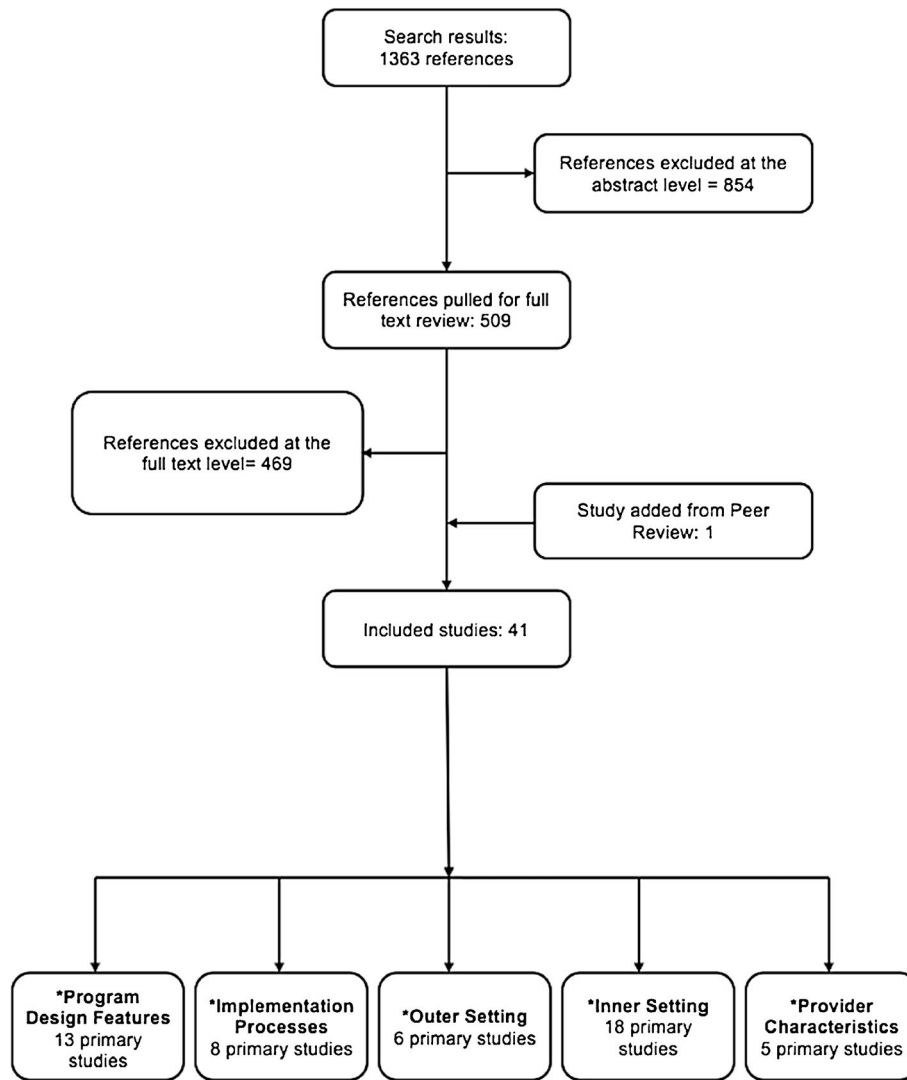 Search results:
1363 references
References excluded at the
abstract level = 854
References pulled for full
text review: 509
References excluded at the
full text level= 469
Study added from Peer
Review: 1
Included studies: 41
*Program
Design Features
13 primary
studies
*Implementation
Processes
8 primary studies
*Outer Setting
6 primary studies
*Inner Setting
18 primary
studies
*Provider
Characteristics
5 primary studies